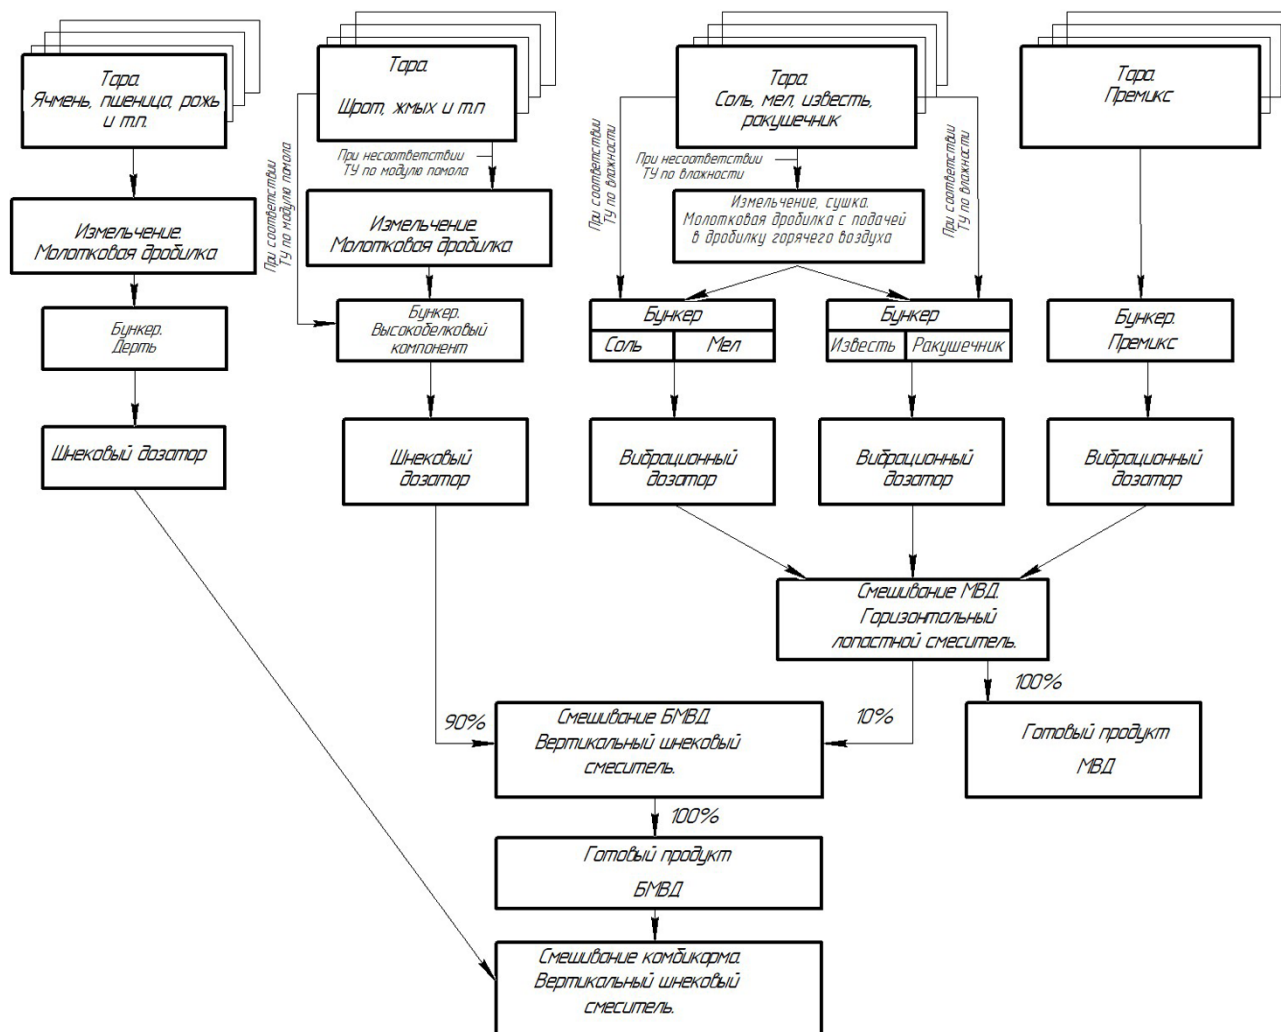 Тара.
Ячмень, пшеница, рожь
и т.п.
Тара.
Шрот, жмых и т.п
Тара.
Соль, мел, известь,
ракушечник
Тара.
Премикс
При соответствии
ТУ по модулю помола
При несоответствии
ТУ по модулю помола
При соответствии
ТУ по влажности
При несоответствии
ТУ по влажности
При соответствии
ТУ по влажности
Измельчение.
Молотковая дробилка
Измельчение.
Молотковая дробилка
Измельчение, сушка.
Молотковая дробилка с подачей
в дробилку горячего воздуха
Бункер.
Дерть
Бункер.
Высокобелковый
компонент
Бункер
Соль
Мел
Бункер
Известь
Ракушечник
Бункер.
Премикс
Шнековый дозатор
Шнековый
дозатор
Вибрационный
дозатор
Вибрационный
дозатор
Вибрационный
дозатор
Смешивание МВД.
Горизонтальный
лопастной смеситель.
90%
10%
100%
Смешивание БМВД.
Вертикальный шнековый
смеситель.
Готовый продукт
МВД
100%
Готовый продукт
БМВД
Смешивание комбикорма.
Вертикальный шнековый
смеситель.